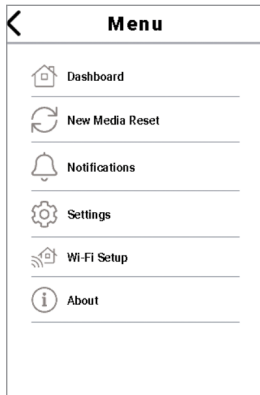 Menu
Dashboard
New Media Reset
Notifications
Settings
Wi-Fi Setup
About